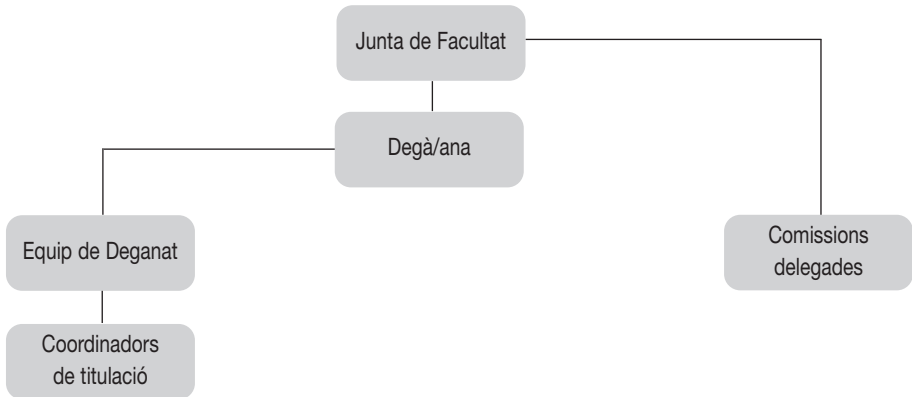 Junta de Facultat
Degà/ana
Equip de Deganat
Comissions
delegades
Coordinadors
de titulació